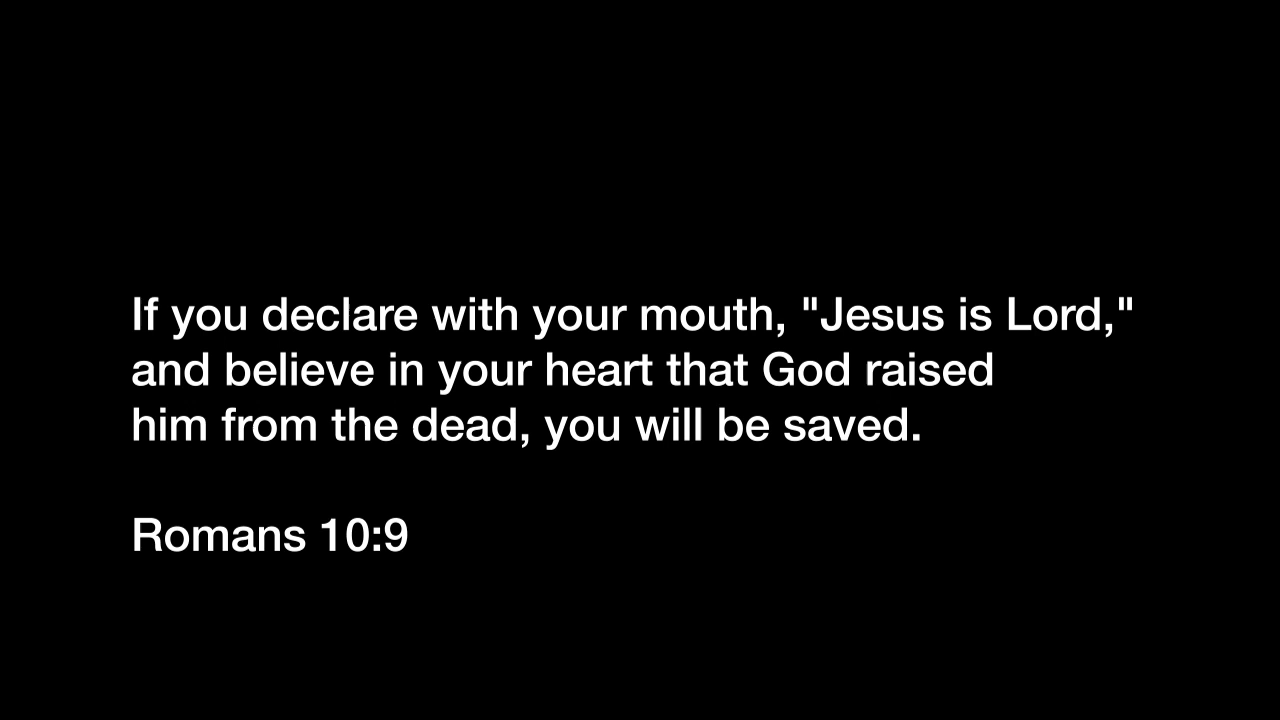 If you declare with your mouth, "Jesus is Lord,"
and believe in your heart that God raised
him from the dead, you will be saved.
Romans 10:9